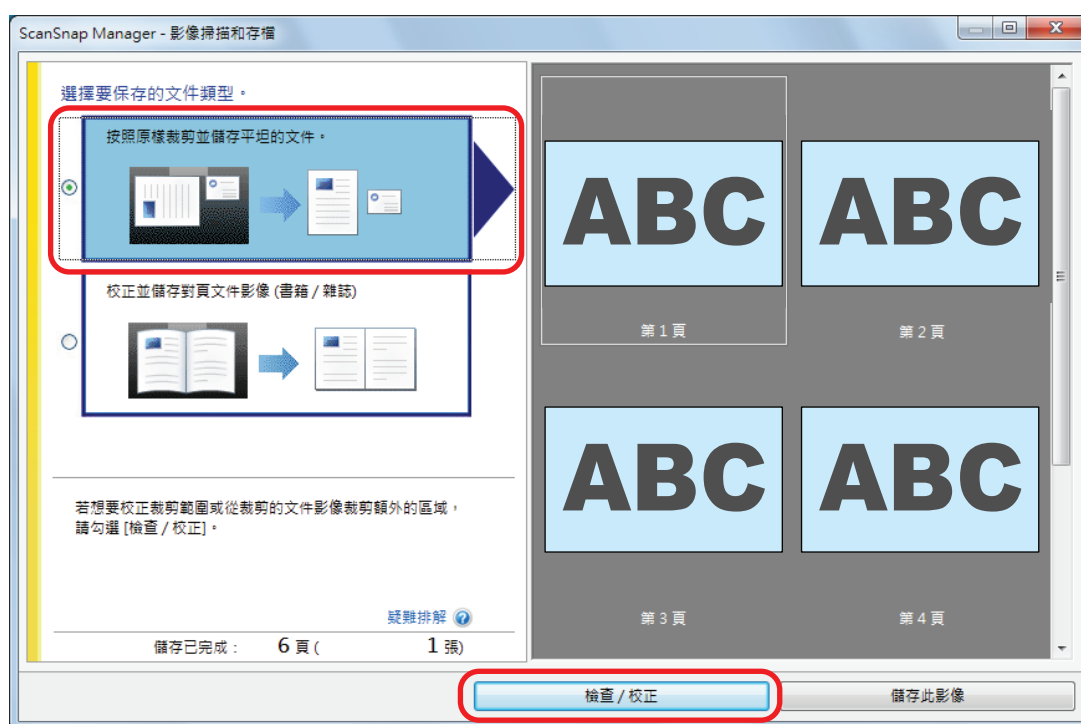 ScanSnap Manager - 影像掃描和存檔
選擇要保存的文件類型。
按照原樣裁剪並儲存平坦的文件。
校正並儲存對頁文件影像 (書籍 / 雜誌)
若想要校正裁剪範圍或從裁剪的文件影像裁剪額外的區域，
請勾選 [檢查 / 校正]。
疑難排解
儲存已完成 : 6 頁 ( 1 張)
ABC
ABC
第 1 頁
第 2 頁
ABC
ABC
第 3 頁
第 4 頁
檢查 / 校正
儲存此影像